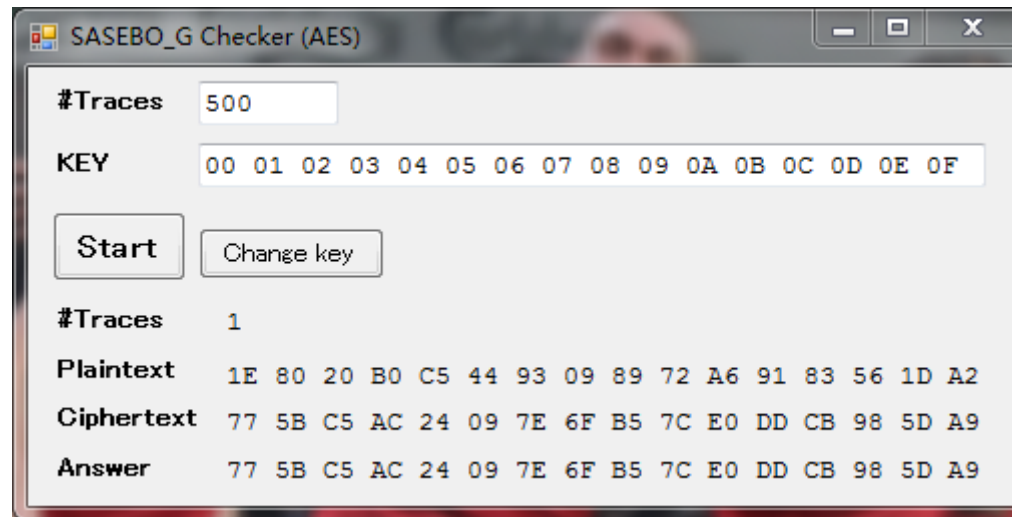 SASEBO_G Checker (AES)
#Traces 500
KEY 00 01 02 03 04 05 06 07 08 09 0A 0B 0C 0D 0E 0F
Start Change key
#Traces 1
Plaintext 1E 80 20 B0 C5 44 93 09 89 72 A6 91 83 56 1D A2
Ciphertext 77 5B C5 AC 24 09 7E 6F B5 7C E0 DD CB 98 5D A9
Answer 77 5B C5 AC 24 09 7E 6F B5 7C E0 DD CB 98 5D A9